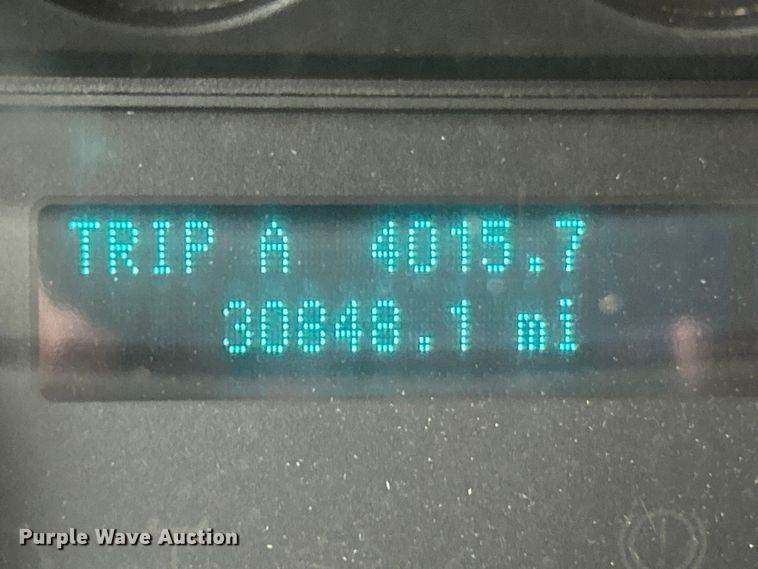 TRIP A 4015.7
30848.1 mi
Purple Wave Auction